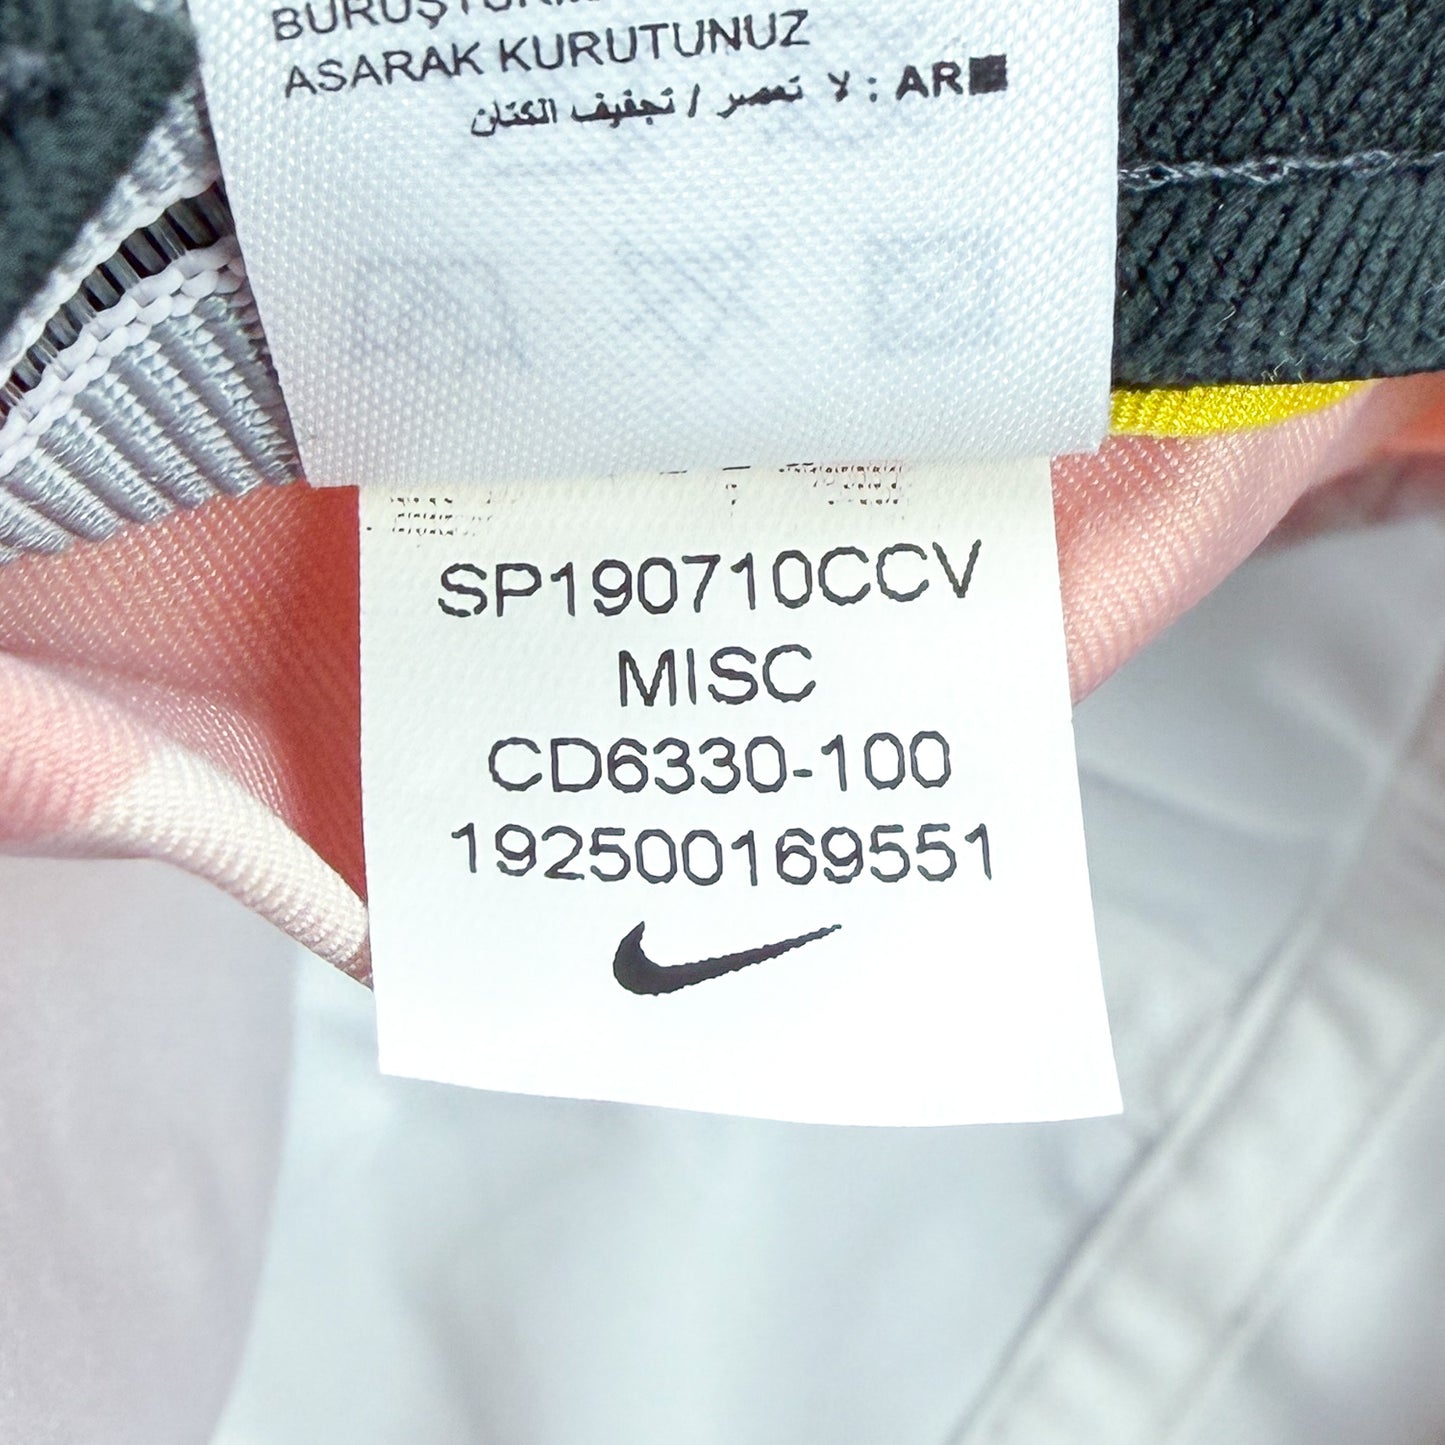 ASARAK KURUTUNUZ
AR : لا تعصر / تجفيف الكتان
SP190710CCV
MISC
CD6330-100
192500169551